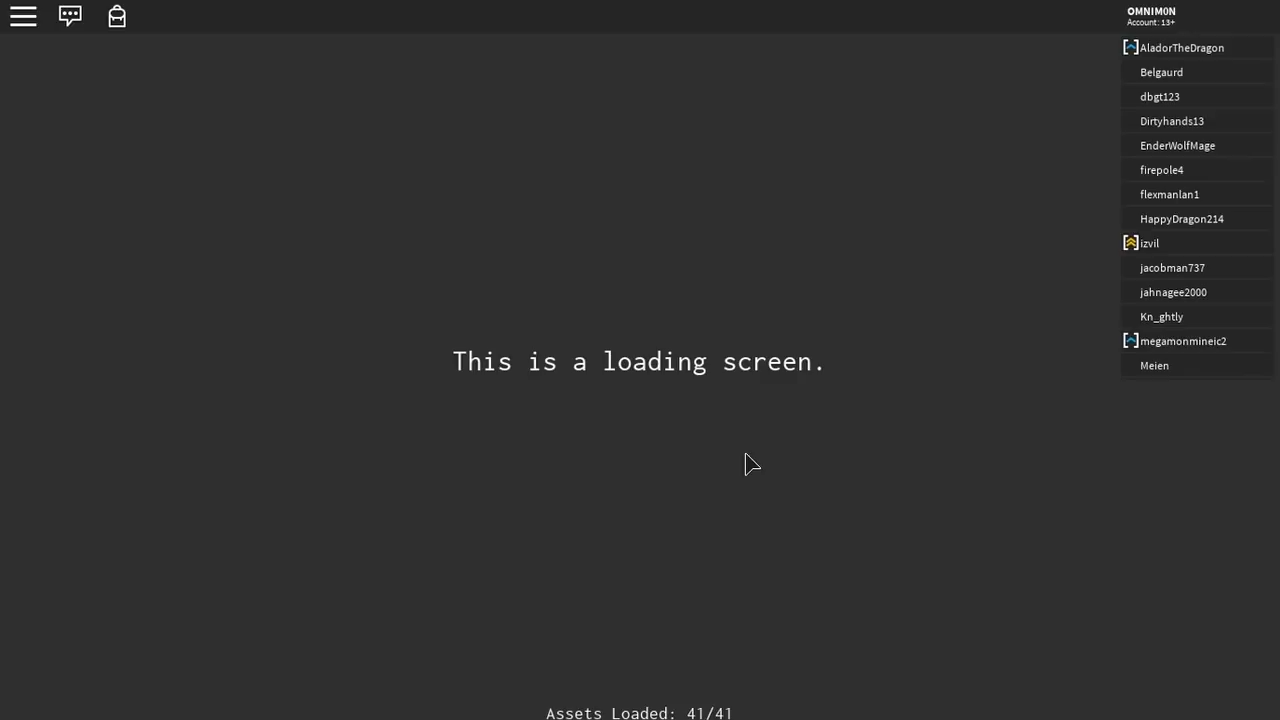 OMNIM0N
Account: 13+
AladorTheDragon
Belgaurd
dbgt123
Dirtyhands13
EnderWolfMage
firepole4
flexmanlan1
HappyDragon214
izvil
jacobman737
jahnagee2000
Kn_ghtly
megamonmineic2
Meien
This is a loading screen.
Assets Loaded: 41/41